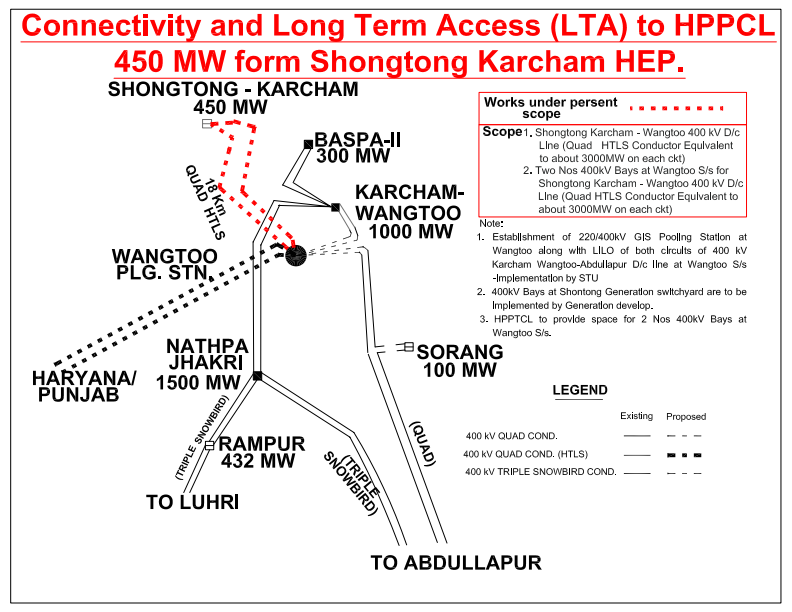 Connectivity and Long Term Access (LTA) to HPPCL
450 MW form Shongtong Karcham HEP.
SHONGTONG - KARCHAM
450 MW
BASPA-II
300 MW
18 Km
QUAD HTLS
KARCHAM-
WANGTOO
1000 MW
WANGTOO
PLG. STN.
NATHPA
JHAKRI
1500 MW
HARYANA/
PUNJAB
SORANG
100 MW
(TRIPLE SNOWBIRD)
RAMPUR
432 MW
(TRIPLE
SNOWBIRD)
(QUAD)
TO LUHRI
TO ABDULLAPUR
Works under persent
scope
Scope 1. Shongtong Karcham - Wangtoo 400 kV D/c
Line (Quad HTLS Conductor Equivalent
to about 3000MW on each ckt)
2. Two Nos 400kV Bays at Wangtoo S/s for
Shongtong Karcham - Wangtoo 400 kV D/c
Line (Quad HTLS Conductor Equivalent to
about 3000MW on each ckt)
Note:
1. Establishment of 220/400kV GIS Pooling Station at
Wangtoo along with LILO of both circuits of 400 kV
Karcham Wangtoo-Abdullapur D/c line at Wangtoo S/s
-Implementation by STU
2. 400kV Bays at Shontong Generation switchyard are to be
Implemented by Generation develop.
3. HPPTCL to provide space for 2 Nos 400kV Bays at
Wangtoo S/s.
LEGEND
Existing Proposed
400 kV QUAD COND.
400 kV QUAD COND. (HTLS)
400 kV TRIPLE SNOWBIRD COND.